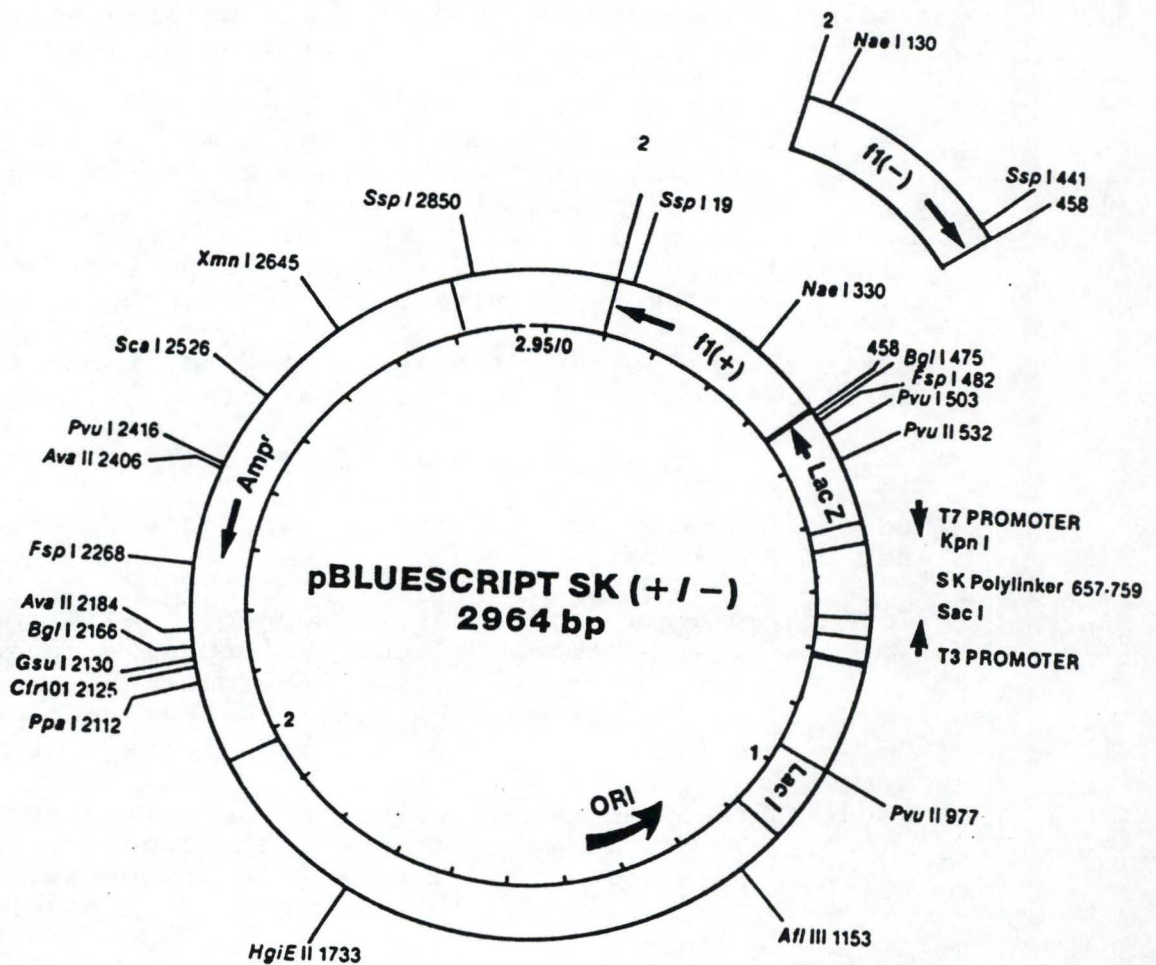 2
Nae I 130
f1(-)
Ssp I 441
458
2
Ssp I 2850
Ssp I 19
Xmn I 2645
Nae I 330
Sca I 2526
2.95/0
f1(+)
458
Bgl I 475
Fsp I 482
Pvu I 503
Pvu II 532
Pvu I 2416
Ava II 2406
Ampr
Lac Z
T7 PROMOTER
Kpn I
SK Polylinker 657-759
Sac I
T3 PROMOTER
Fsp I 2268
pBLUESCRIPT SK (+/-)
2964 bp
Ava II 2184
Bgl I 2166
Gsu I 2130
Cfr101 2125
Ppa I 2112
2
1
Lac I
ORI
Pvu II 977
Afl III 1153
HgiE II 1733